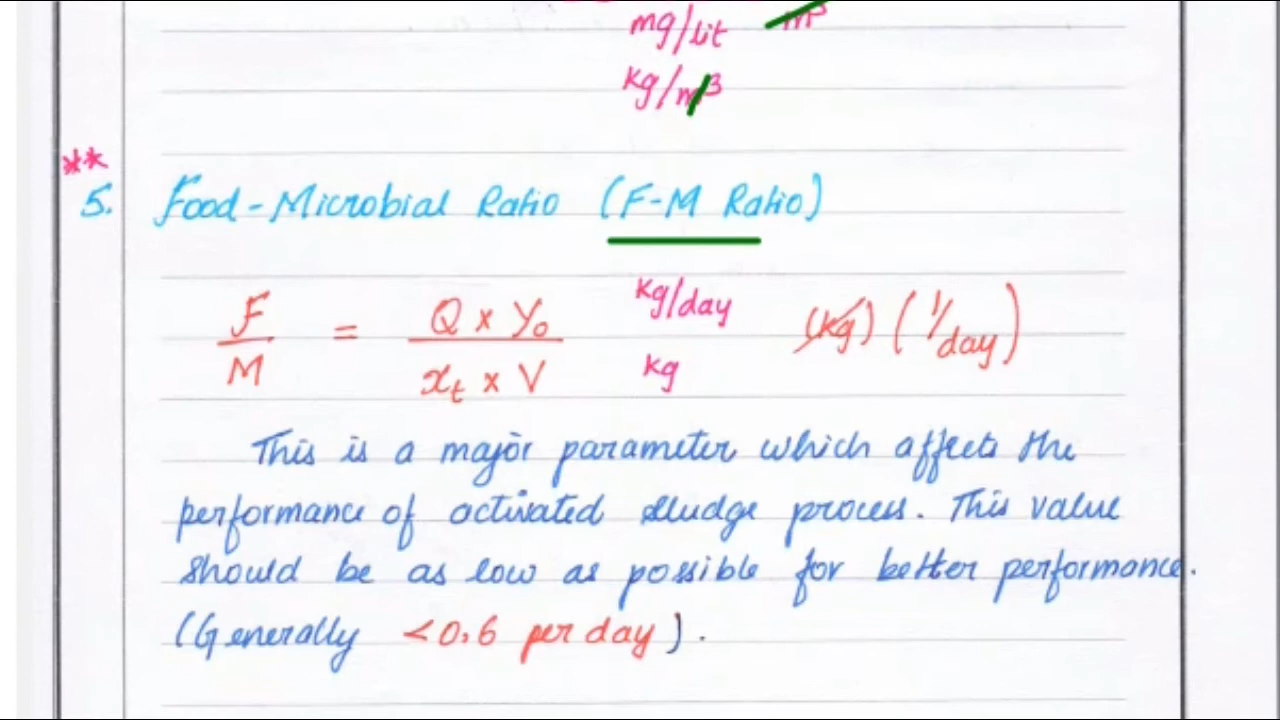 mg/lit m³
kg/m³
**
5. Food-Microbial Ratio (F-M Ratio)
F/M = Q × Y₀ / x_t × V kg/day / kg (kg) (1/day)
This is a major parameter which affects the
performance of activated sludge process. This value
should be as low as possible for better performance.
(Generally <0.6 per day).